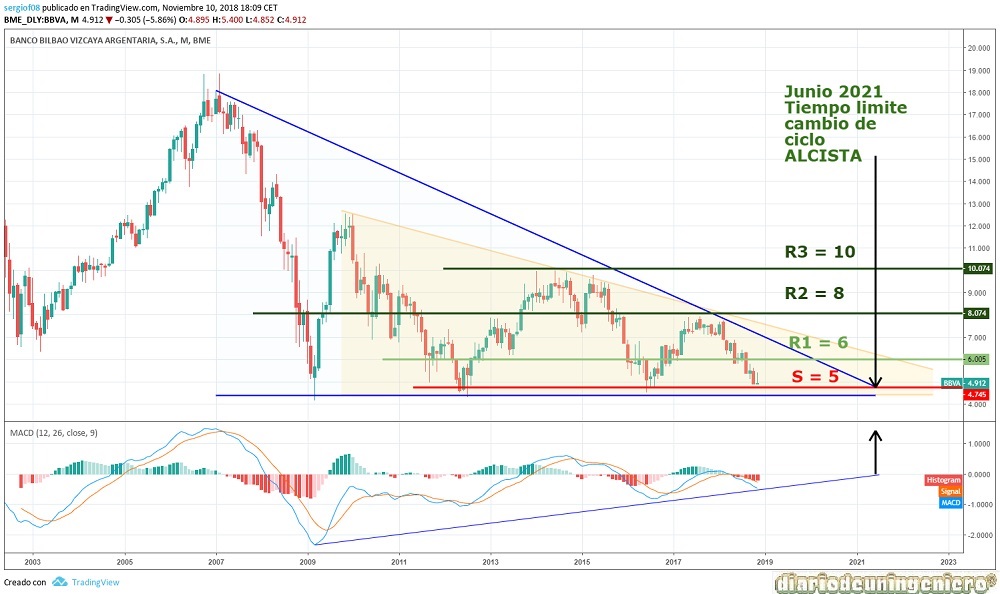 sergiof08 publicado en TradingView.com, Noviembre 10, 2018 18:09 CET
BME_DLY:BBVA, M 4.912 ▼ −0.305 (−5.86%) O:4.895 H:5.400 L:4.852 C:4.912
BANCO BILBAO VIZCAYA ARGENTARIA, S.A., M, BME
20.000
19.000
18.000
17.000
16.000
15.000
14.000
13.000
12.000
11.000
10.074
9.000
8.074
7.000
6.005
BBVA 4.912
4.745
4.000
Junio 2021
Tiempo limite
cambio de
ciclo
ALCISTA
R3 = 10
R2 = 8
R1 = 6
S = 5
MACD (12, 26, close, 9)
1.0000
0.0000
Histogram
Signal
MACD
-1.0000
-2.0000
2003 2005 2007 2009 2011 2013 2015 2017 2019 2021 2023
Creado con TradingView
diariodeuningeniero®